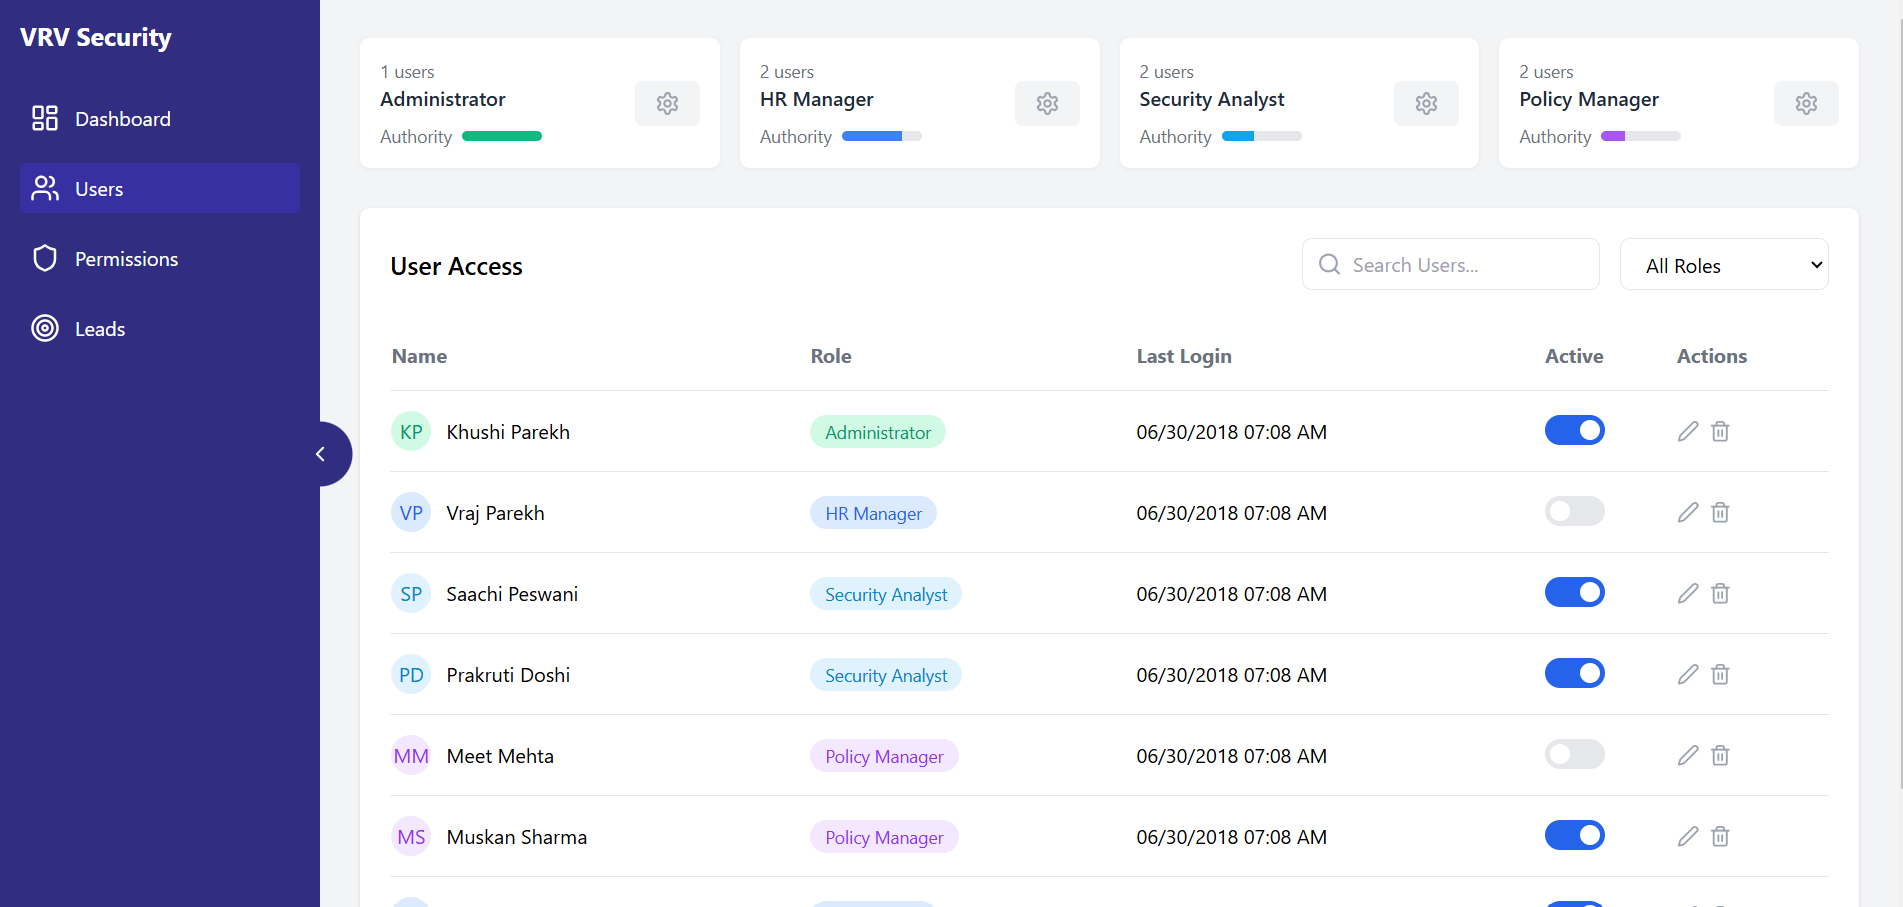 VRV Security
Dashboard
Users
Permissions
Leads
1 users
Administrator
Authority
2 users
HR Manager
Authority
2 users
Security Analyst
Authority
2 users
Policy Manager
Authority
User Access
Search Users...
All Roles
Name Role Last Login Active Actions
KP Khushi Parekh Administrator 06/30/2018 07:08 AM
VP Vraj Parekh HR Manager 06/30/2018 07:08 AM
SP Saachi Peswani Security Analyst 06/30/2018 07:08 AM
PD Prakruti Doshi Security Analyst 06/30/2018 07:08 AM
MM Meet Mehta Policy Manager 06/30/2018 07:08 AM
MS Muskan Sharma Policy Manager 06/30/2018 07:08 AM